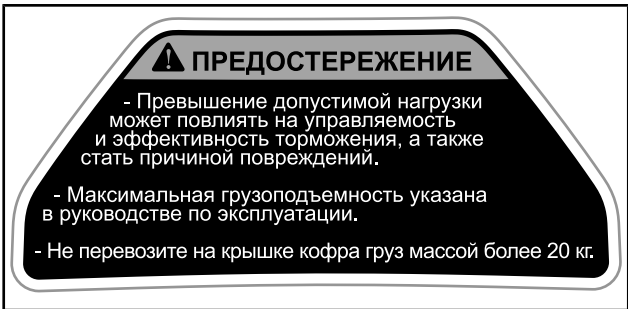 ПРЕДОСТЕРЕЖЕНИЕ
- Превышение допустимой нагрузки
может повлиять на управляемость
и эффективность торможения, а также
стать причиной повреждений.
- Максимальная грузоподъемность указана
в руководстве по эксплуатации.
- Не перевозите на крышке кофра груз массой более 20 кг.